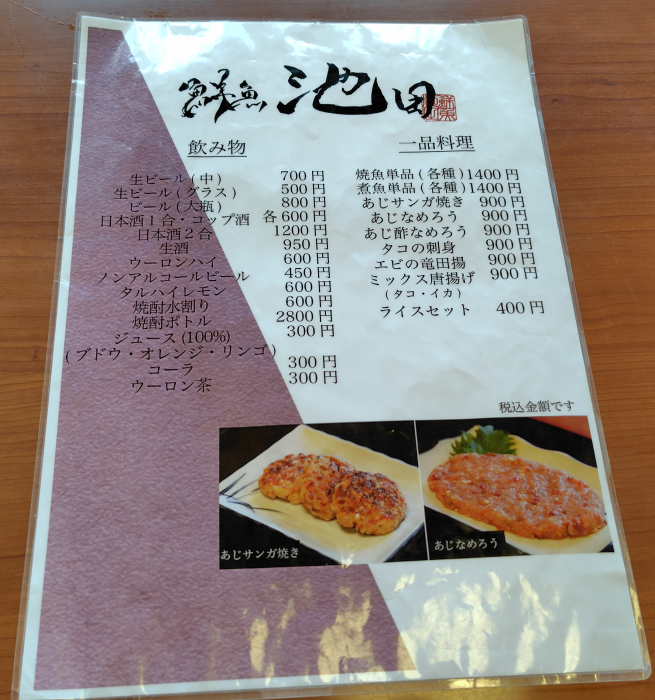 鮮魚 池田
飲み物
生ビール(中) 700円
生ビール(グラス) 500円
ビール(大瓶) 800円
日本酒1合・コップ酒 各600円
日本酒2合 1200円
生酒 950円
ウーロンハイ 600円
ノンアルコールビール 450円
タルハイレモン 600円
焼酎水割り 600円
焼酎ボトル 2800円
ジュース(100%) 300円
(ブドウ・オレンジ・リンゴ)
コーラ 300円
ウーロン茶 300円
一品料理
焼魚単品(各種)1400円
煮魚単品(各種)1400円
あじサンガ焼き 900円
あじなめろう 900円
あじ酢なめろう 900円
タコの刺身 900円
エビの竜田揚 900円
ミックス唐揚げ 900円
(タコ・イカ)
ライスセット 400円
税込金額です
あじサンガ焼き
あじなめろう